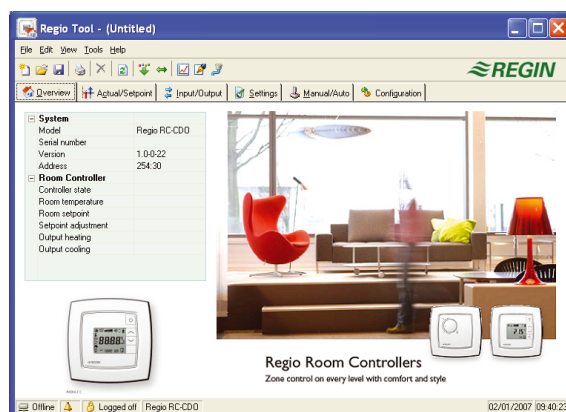 Regio Tool - (Untitled)
File Edit View Tools Help
REGIN
Overview Actual/Setpoint Input/Output Settings Manual/Auto Configuration
System
Model Regio RC-CDO
Serial number
Version 1.0-0-22
Address 254:30
Room Controller
Controller state
Room temperature
Room setpoint
Setpoint adjustment
Output heating
Output cooling
Regio Room Controllers
Zone control on every level with comfort and style
Offline Logged off Regio RC-CDO 02/01/2007 09:40:23